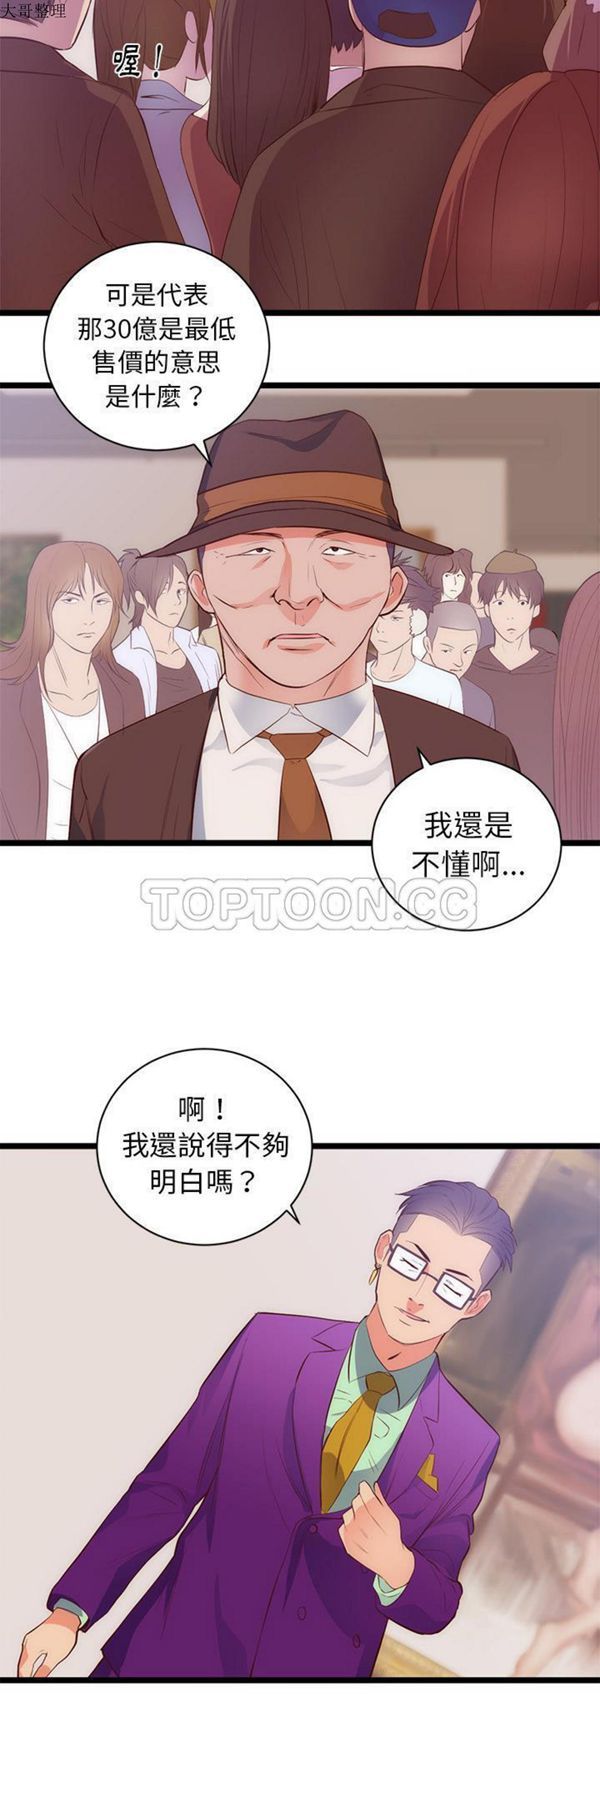 大哥整理
喔！
可是代表
那30億是最低
售價的意思
是什麼？
我還是
不懂啊...
TOPTOON.CC
啊！
我還說得不夠
明白嗎？